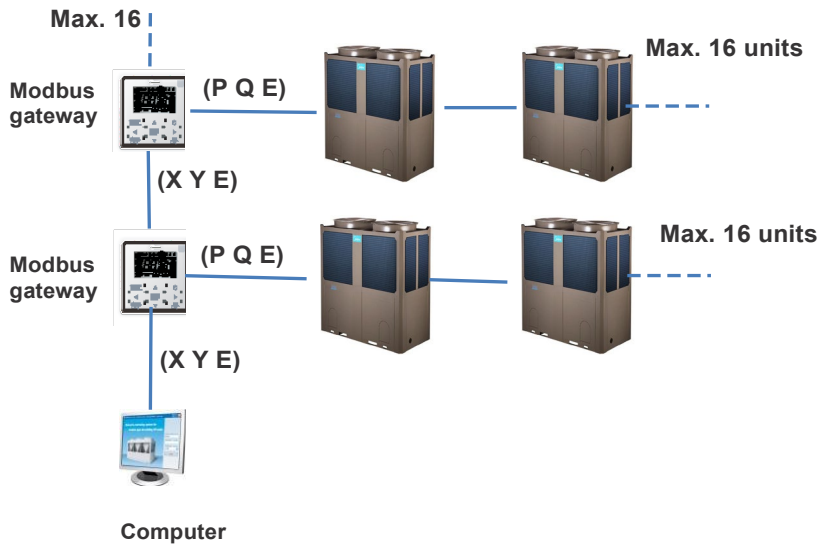 Max. 16
Max. 16 units
Modbus
gateway
(P Q E)
(X Y E)
Max. 16 units
Modbus
gateway
(P Q E)
(X Y E)
Computer